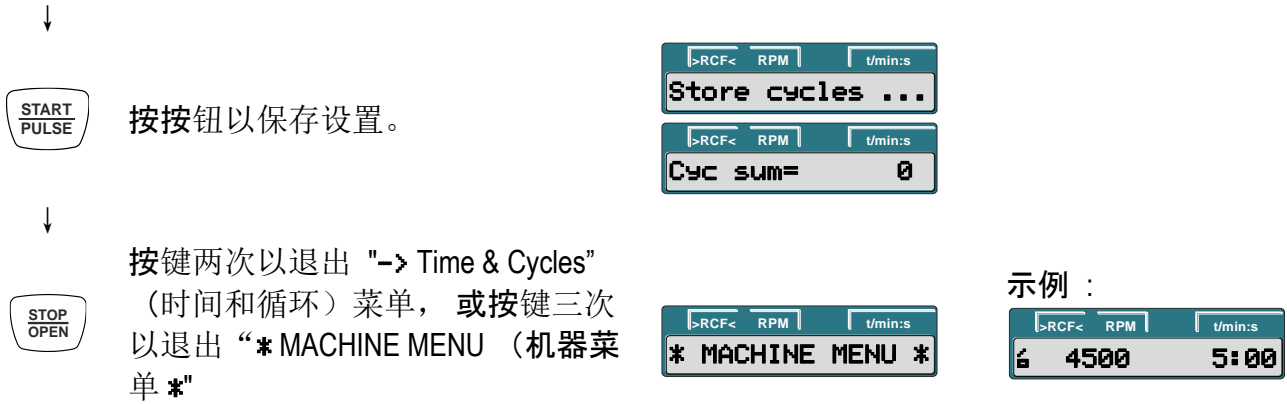 ↓
>RCF< RPM t/min:s
Store cycles ...
START
PULSE
按按钮以保存设置。
>RCF< RPM t/min:s
Cyc sum= 0
↓
按键两次以退出 "-> Time & Cycles”
（时间和循环）菜单， 或按键三次
以退出“* MACHINE MENU （机器菜
单 *"
STOP
OPEN
>RCF< RPM t/min:s
* MACHINE MENU *
示例 :
>RCF< RPM t/min:s
4500 5:00